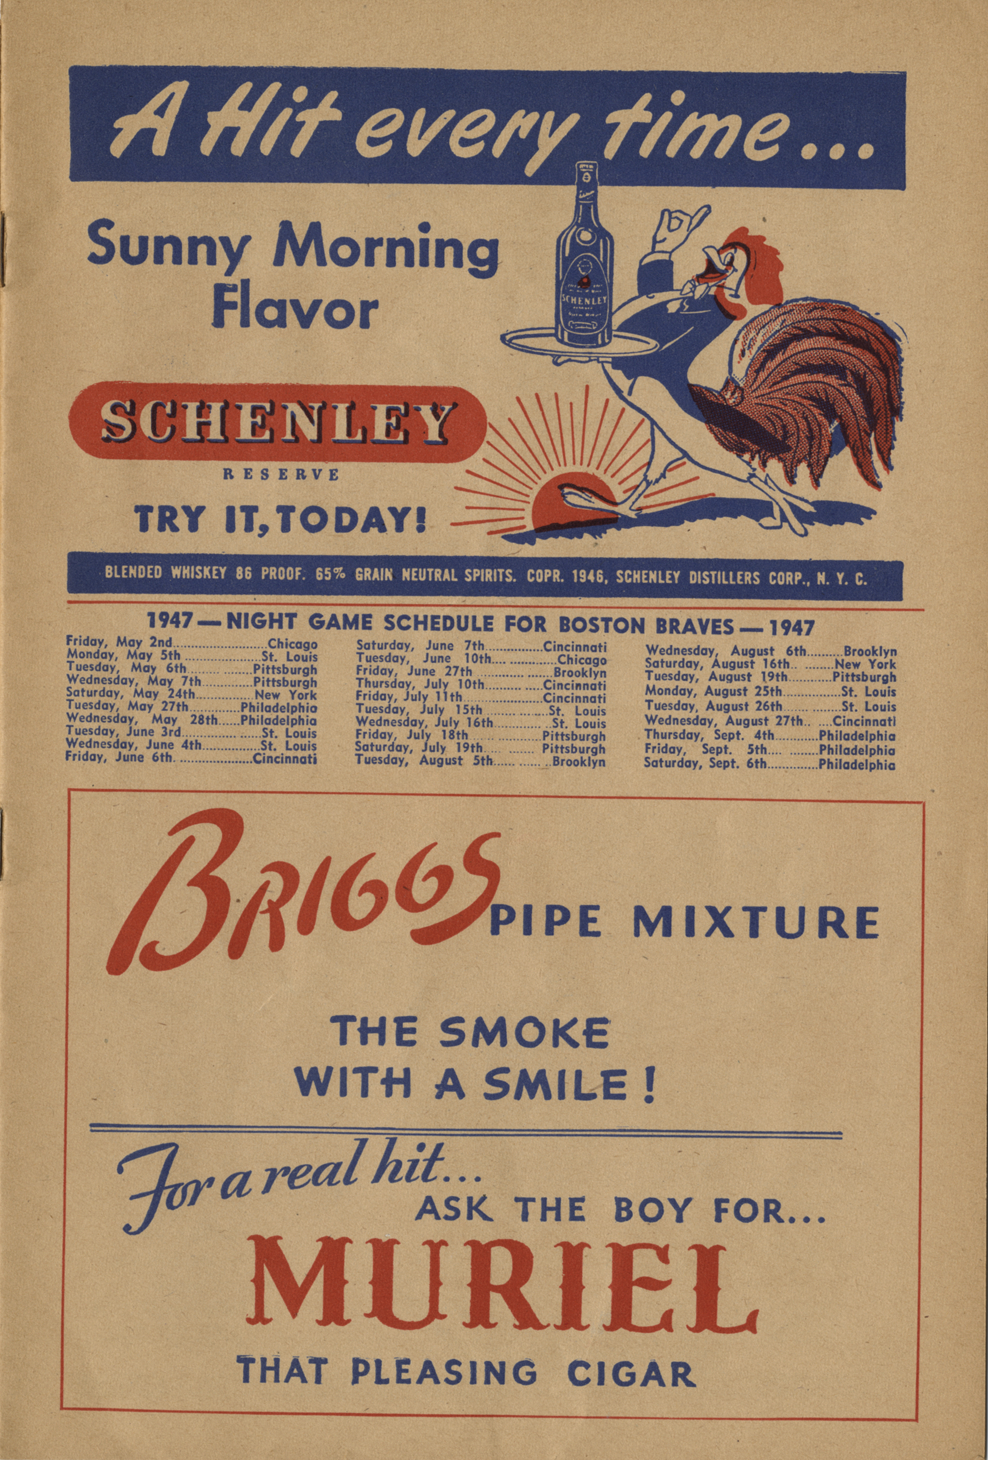 A Hit every time...
Sunny Morning
Flavor
SCHENLEY
SCHENLEY
RESERVE
TRY IT, TODAY!
BLENDED WHISKEY 86 PROOF. 65% GRAIN NEUTRAL SPIRITS. COPR. 1946, SCHENLEY DISTILLERS CORP., N. Y. C.
1947—NIGHT GAME SCHEDULE FOR BOSTON BRAVES—1947
Friday, May 2nd......................Chicago
Monday, May 5th......................St. Louis
Tuesday, May 6th......................Pittsburgh
Wednesday, May 7th..........Pittsburgh
Saturday, May 24th............New York
Tuesday, May 27th..........Philadelphia
Wednesday, May 28th.....Philadelphia
Tuesday, June 3rd................St. Louis
Wednesday, June 4th............St. Louis
Friday, June 6th....................Cincinnati
Saturday, June 7th..............Cincinnati
Tuesday, June 10th..............Chicago
Friday, June 27th................Brooklyn
Thursday, July 10th..........Cincinnati
Friday, July 11th................Cincinnati
Tuesday, July 15th..............St. Louis
Wednesday, July 16th..........St. Louis
Friday, July 18th................Pittsburgh
Saturday, July 19th............Pittsburgh
Tuesday, August 5th............Brooklyn
Wednesday, August 6th........Brooklyn
Saturday, August 16th..........New York
Tuesday, August 19th..........Pittsburgh
Monday, August 25th............St. Louis
Tuesday, August 26th............St. Louis
Wednesday, August 27th......Cincinnati
Thursday, Sept. 4th..........Philadelphia
Friday, Sept. 5th..............Philadelphia
Saturday, Sept. 6th............Philadelphia
BRIGGS PIPE MIXTURE
THE SMOKE
WITH A SMILE!
For a real hit...
ASK THE BOY FOR...
MURIEL
THAT PLEASING CIGAR